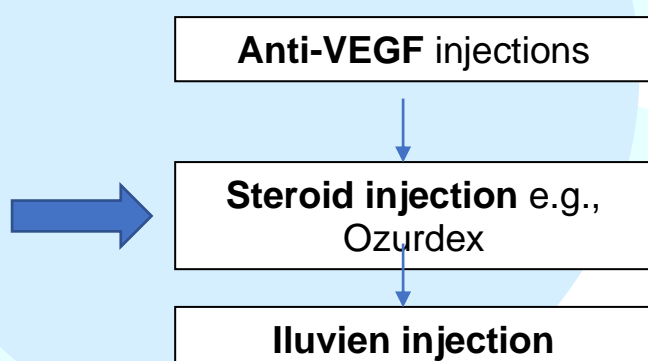 Anti-VEGF injections
Steroid injection e.g.,
Ozurdex
Iluvien injection